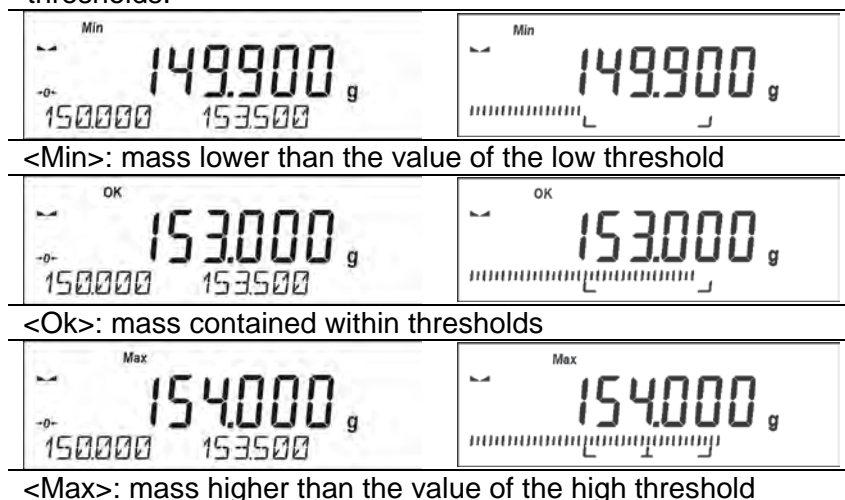 thresholds.
Min Min
149.900 g 149.900 g
-0-
150.000 153.500
<Min>: mass lower than the value of the low threshold
OK OK
153.000 g 153.000 g
-0-
150.000 153.500
<Ok>: mass contained within thresholds
Max Max
154.000 g 154.000 g
-0-
150.000 153.500
<Max>: mass higher than the value of the high threshold